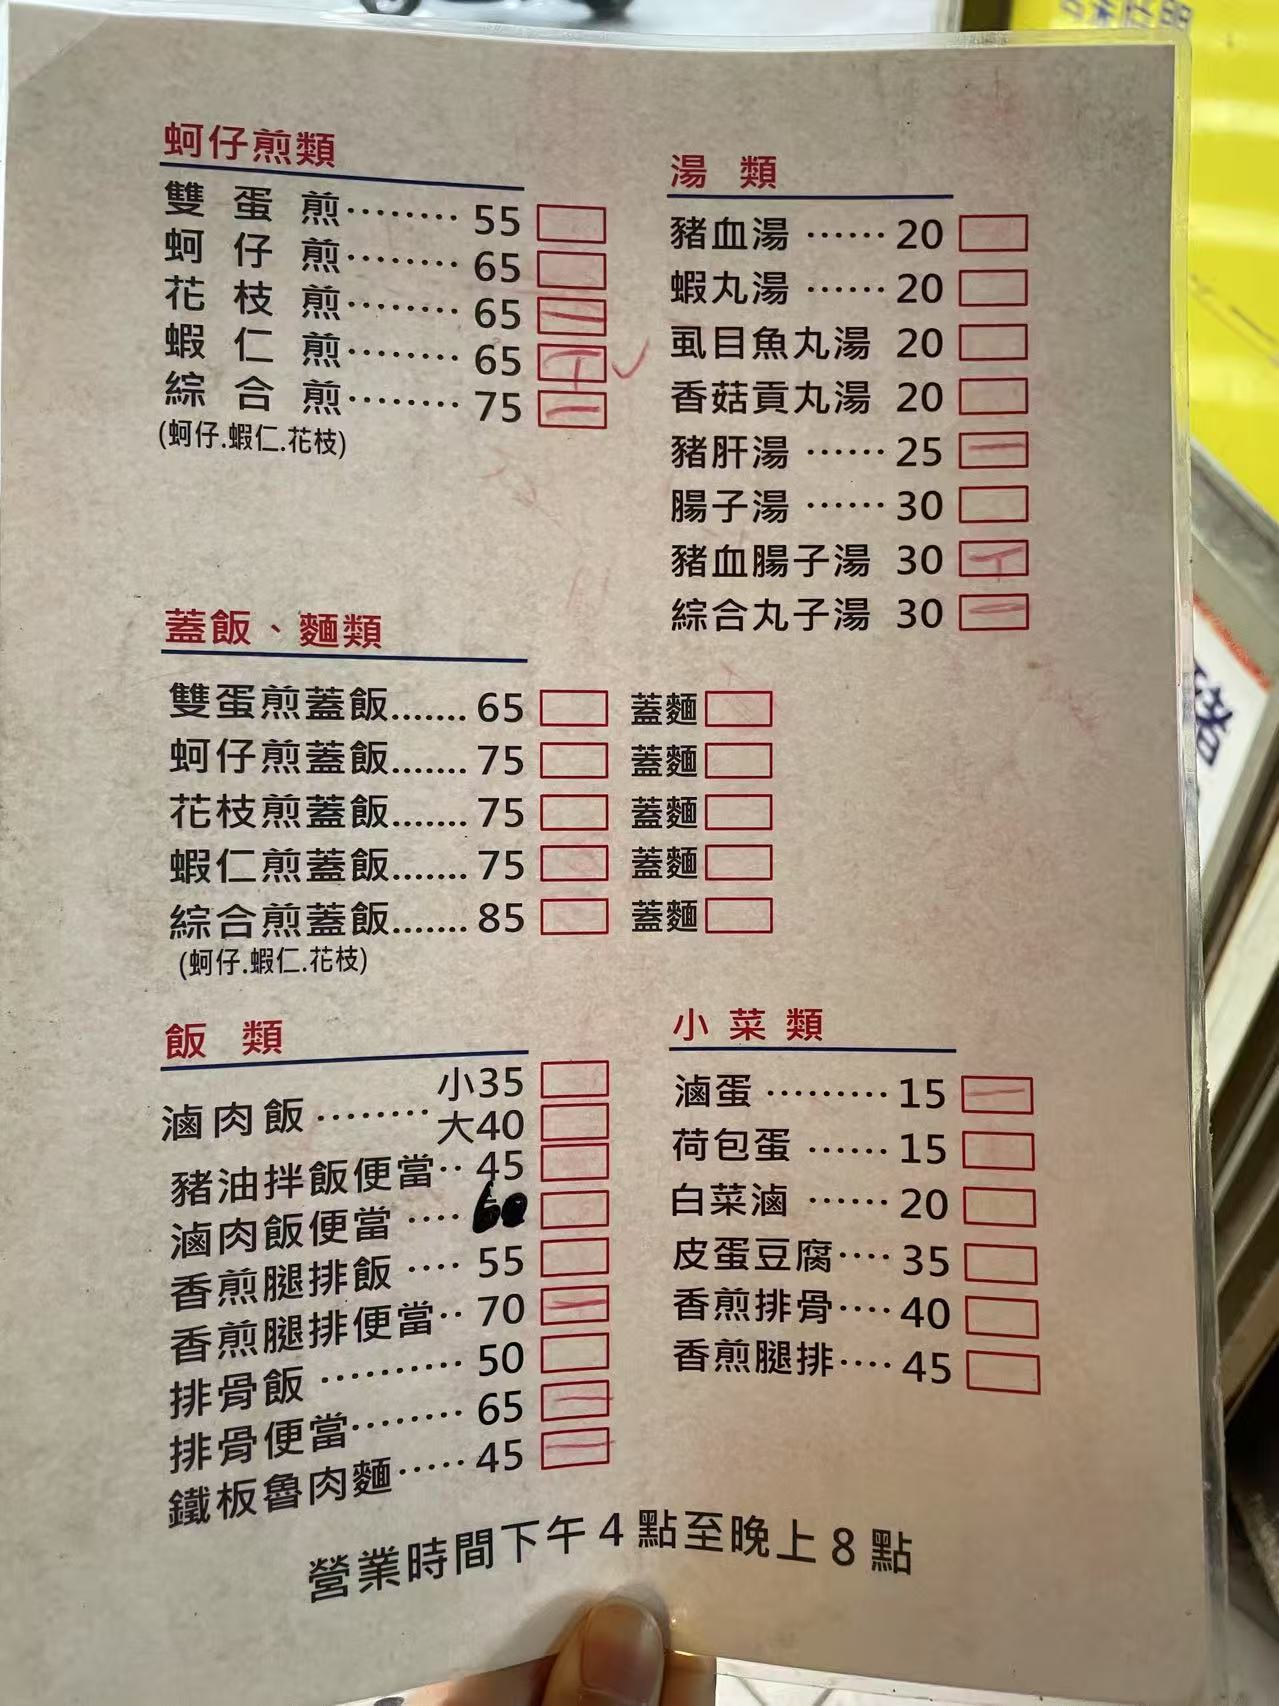 蚵仔煎類
雙蛋煎········ 55
蚵仔煎········ 65
花枝煎········ 65
蝦仁煎········ 65
綜合煎········ 75
(蚵仔.蝦仁.花枝)
湯類
豬血湯 ······ 20
蝦丸湯 ······ 20
虱目魚丸湯 20
香菇貢丸湯 20
豬肝湯 ······ 25
腸子湯 ······ 30
豬血腸子湯 30
綜合丸子湯 30
蓋飯、麵類
雙蛋煎蓋飯....... 65 蓋麵
蚵仔煎蓋飯....... 75 蓋麵
花枝煎蓋飯....... 75 蓋麵
蝦仁煎蓋飯....... 75 蓋麵
綜合煎蓋飯....... 85 蓋麵
(蚵仔.蝦仁.花枝)
飯類
滷肉飯········ 小35
大40
豬油拌飯便當·· 45
滷肉飯便當 ···· 60
香煎腿排飯 ···· 55
香煎腿排便當·· 70
排骨飯 ········· 50
排骨便當········ 65
鐵板魯肉麵····· 45
小菜類
滷蛋 ········· 15
荷包蛋 ······ 15
白菜滷 ······ 20
皮蛋豆腐···· 35
香煎排骨···· 40
香煎腿排···· 45
營業時間下午4點至晚上8點
豬